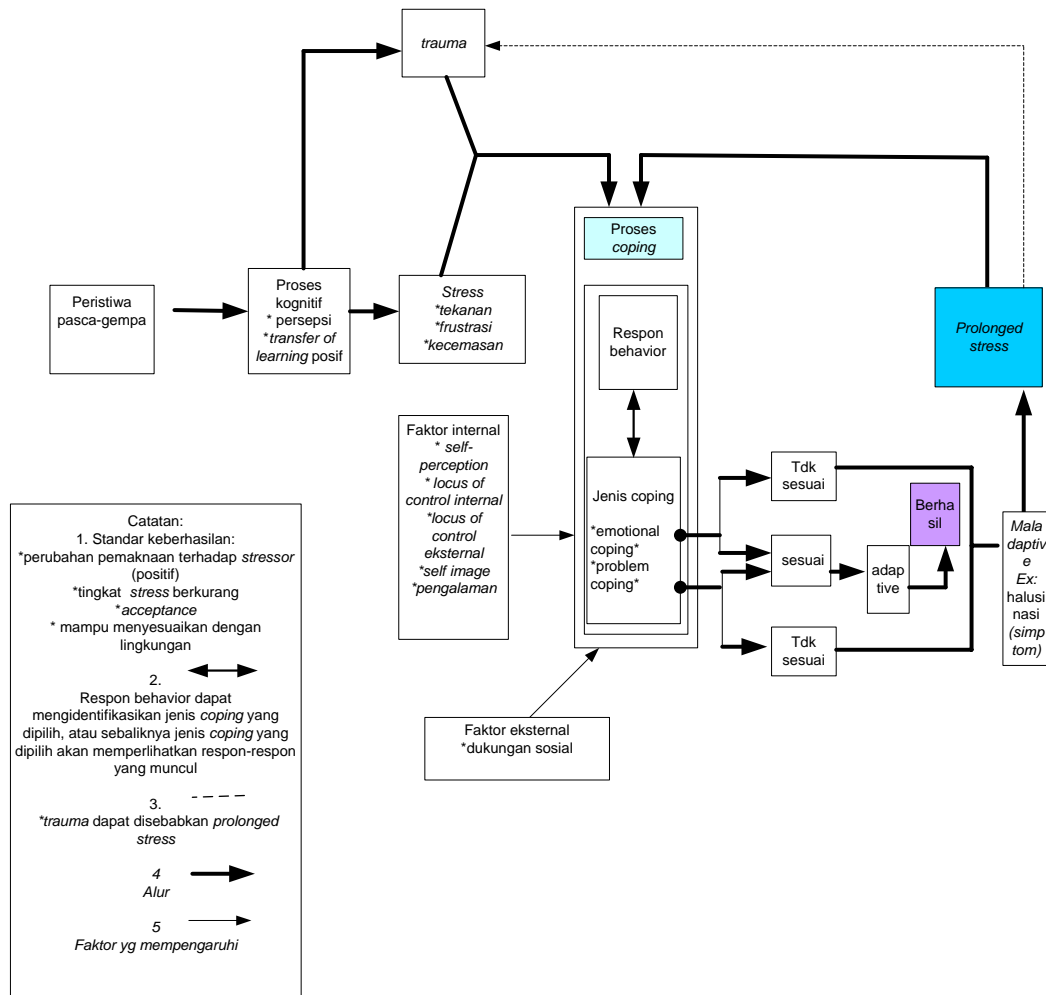 trauma
Proses
coping
Peristiwa
pasca-gempa
Proses
kognitif
* persepsi
*transfer of
learning posif
Stress
*tekanan
*frustrasi
*kecemasan
Respon
behavior
Prolonged
stress
Faktor internal
* self-
perception
* locus of
control internal
*locus of
control
eksternal
*self image
*pengalaman
Jenis coping
*emotional
coping*
*problem
coping*
Tdk
sesuai
sesuai
Tdk
sesuai
adap
tive
Berha
sil
Mala
daptiv
e
Ex:
halusi
nasi
(simp
tom)
Faktor eksternal
*dukungan sosial
Catatan:
1. Standar keberhasilan:
*perubahan pemaknaan terhadap stressor
(positif)
*tingkat stress berkurang
*acceptance
* mampu menyesuaikan dengan
lingkungan
2.
Respon behavior dapat
mengidentifikasikan jenis coping yang
dipilih, atau sebaliknya jenis coping yang
dipilih akan memperlihatkan respon-respon
yang muncul
3.
*trauma dapat disebabkan prolonged
stress
4
Alur
5
Faktor yg mempengaruhi